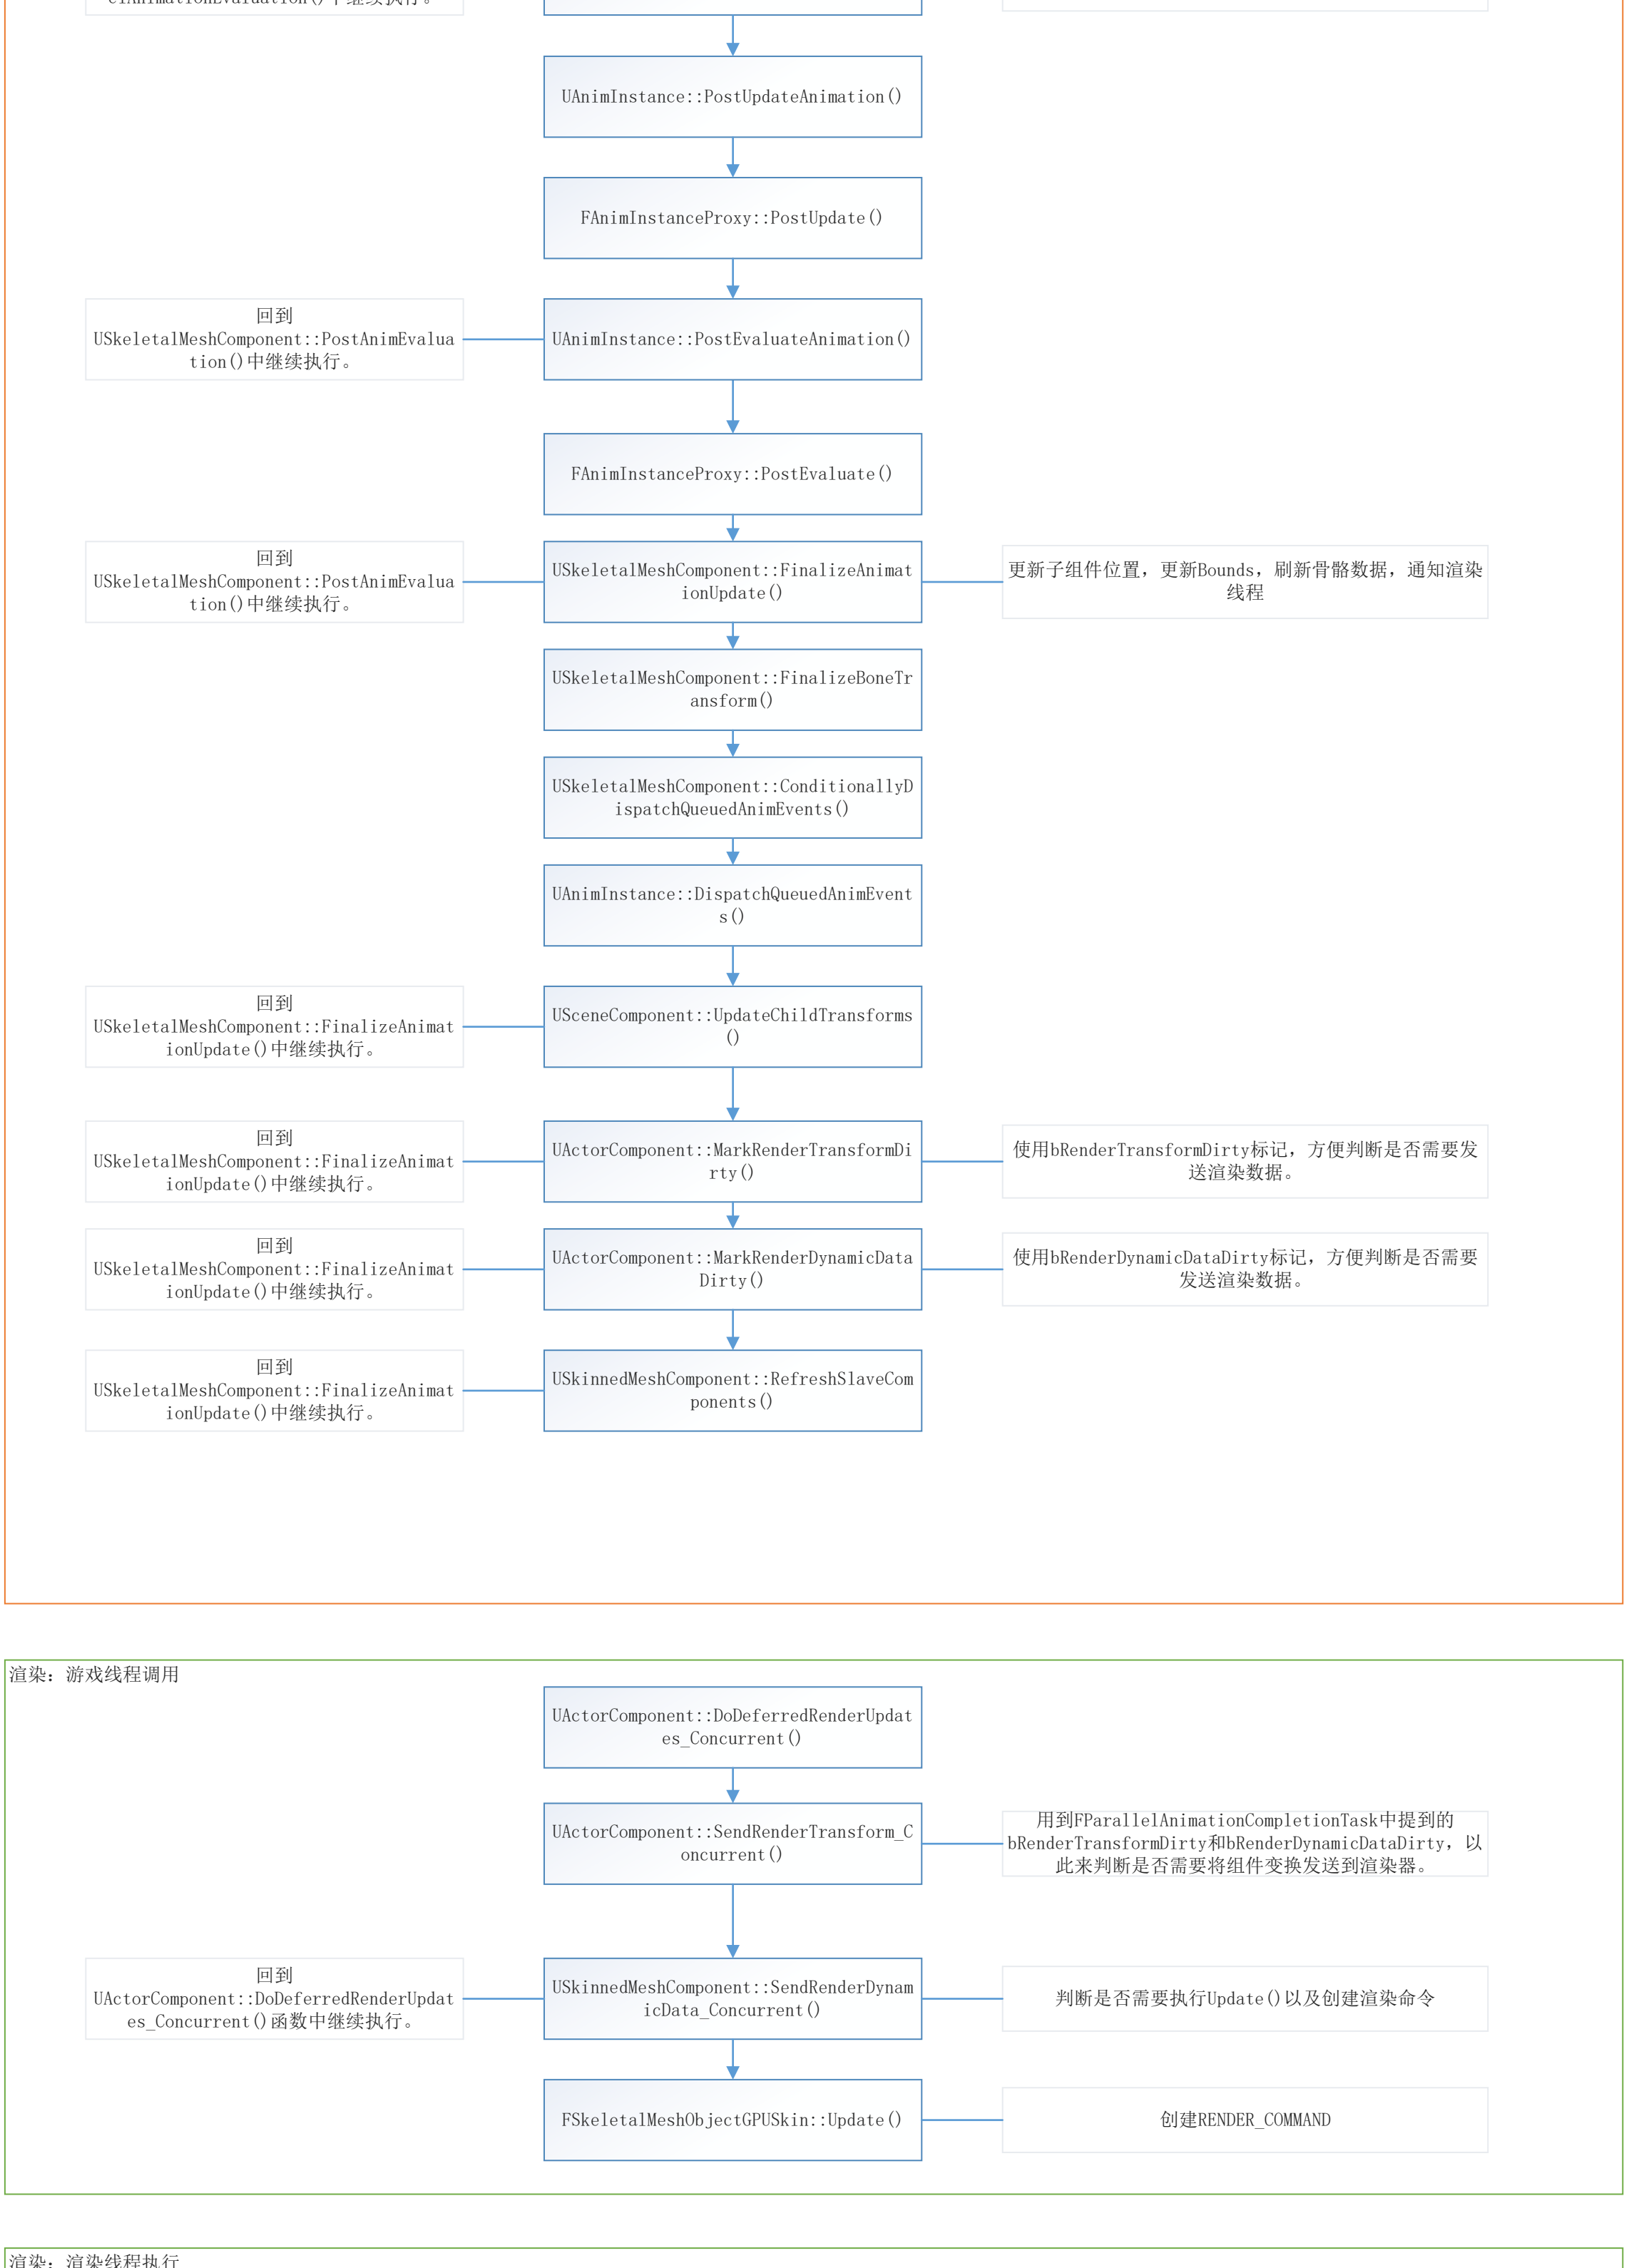 elAnimationEvaluation()中继续执行。
UAnimInstance::PostUpdateAnimation()
FAnimInstanceProxy::PostUpdate()
回到
USkeletalMeshComponent::PostAnimEvalua
tion()中继续执行。
UAnimInstance::PostEvaluateAnimation()
FAnimInstanceProxy::PostEvaluate()
回到
USkeletalMeshComponent::PostAnimEvalua
tion()中继续执行。
USkeletalMeshComponent::FinalizeAnimat
ionUpdate()
更新子组件位置，更新Bounds，刷新骨骼数据，通知渲染
线程
USkeletalMeshComponent::FinalizeBoneTr
ansform()
USkeletalMeshComponent::ConditionallyD
ispatchQueuedAnimEvents()
UAnimInstance::DispatchQueuedAnimEvent
s()
回到
USkeletalMeshComponent::FinalizeAnimat
ionUpdate()中继续执行。
USceneComponent::UpdateChildTransforms
()
回到
USkeletalMeshComponent::FinalizeAnimat
ionUpdate()中继续执行。
UActorComponent::MarkRenderTransformDi
rty()
使用bRenderTransformDirty标记，方便判断是否需要发
送渲染数据。
回到
USkeletalMeshComponent::FinalizeAnimat
ionUpdate()中继续执行。
UActorComponent::MarkRenderDynamicData
Dirty()
使用bRenderDynamicDataDirty标记，方便判断是否需要
发送渲染数据。
回到
USkeletalMeshComponent::FinalizeAnimat
ionUpdate()中继续执行。
USkinnedMeshComponent::RefreshSlaveCom
ponents()
渲染：游戏线程调用
UActorComponent::DoDeferredRenderUpdat
es_Concurrent()
UActorComponent::SendRenderTransform_C
oncurrent()
用到FParallelAnimationCompletionTask中提到的
bRenderTransformDirty和bRenderDynamicDataDirty，以
此来判断是否需要将组件变换发送到渲染器。
回到
UActorComponent::DoDeferredRenderUpdat
es_Concurrent()函数中继续执行。
USkinnedMeshComponent::SendRenderDynam
icData_Concurrent()
判断是否需要执行Update()以及创建渲染命令
FSkeletalMeshObjectGPUSkin::Update()
创建RENDER_COMMAND
渲染：渲染线程执行